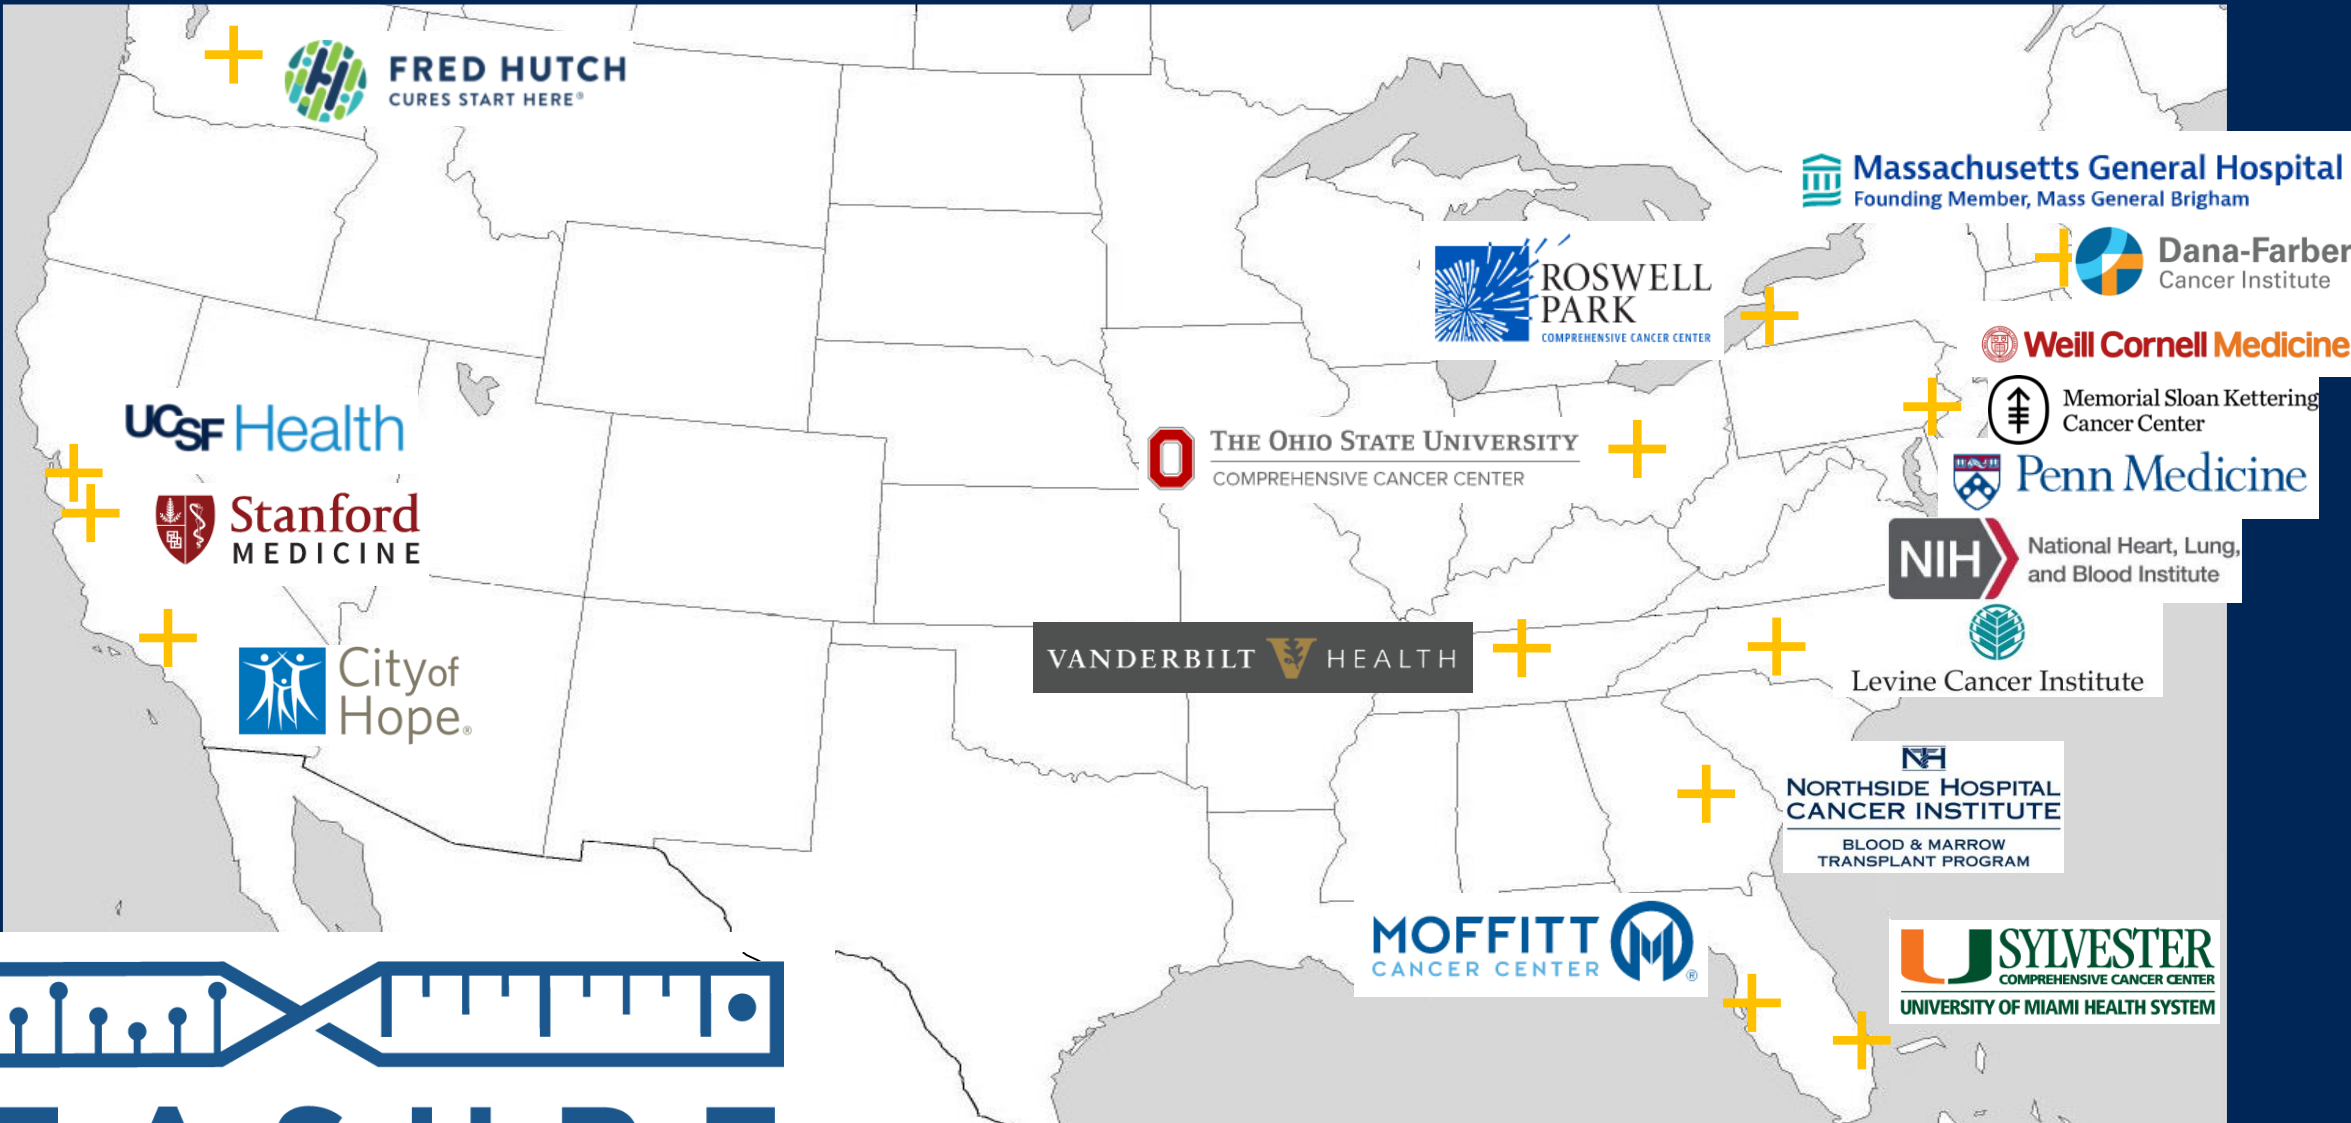 FRED HUTCH
CURES START HERE®
Massachusetts General Hospital
Founding Member, Mass General Brigham
Dana-Farber
Cancer Institute
ROSWELL
PARK
COMPREHENSIVE CANCER CENTER
Weill Cornell Medicine
Memorial Sloan Kettering
Cancer Center
UCSF Health
THE OHIO STATE UNIVERSITY
COMPREHENSIVE CANCER CENTER
Penn Medicine
Stanford
MEDICINE
NIH
National Heart, Lung,
and Blood Institute
City of
Hope®
VANDERBILT V HEALTH
Levine Cancer Institute
NH
NORTHSIDE HOSPITAL
CANCER INSTITUTE
BLOOD & MARROW
TRANSPLANT PROGRAM
MOFFITT M®
CANCER CENTER
U SYLVESTER
COMPREHENSIVE CANCER CENTER
UNIVERSITY OF MIAMI HEALTH SYSTEM